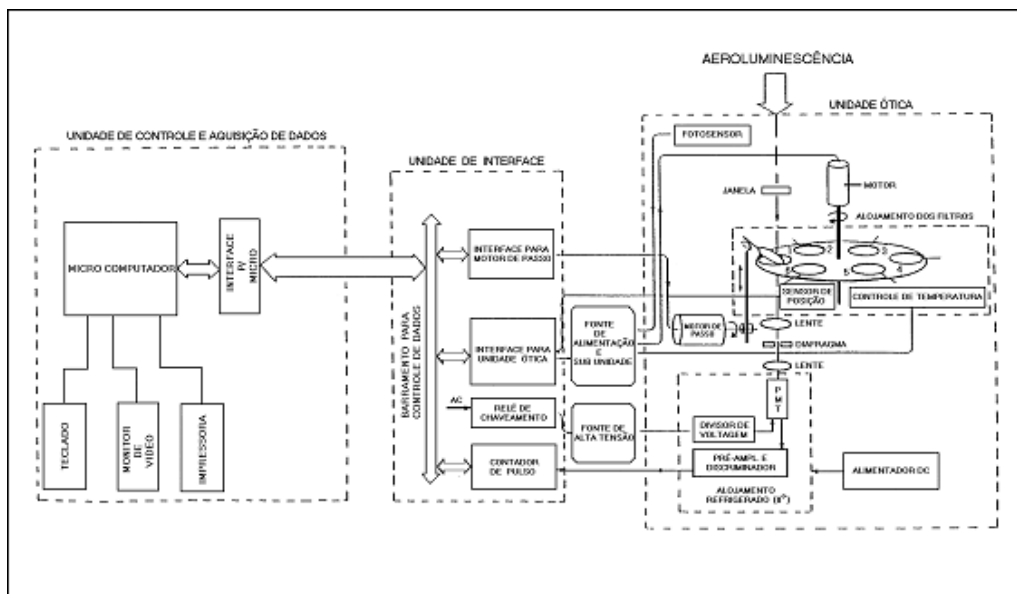 AEROLUMINESCÊNCIA
UNIDADE DE CONTROLE E AQUISIÇÃO DE DADOS
MICRO COMPUTADOR
INTERFACE
P/
MICRO
TECLADO
MONITOR
DE
VÍDEO
IMPRESSORA
UNIDADE DE INTERFACE
BARRAMENTO PARA
CONTROLE DE DADOS
INTERFACE PARA
MOTOR DE PASSO
INTERFACE PARA
UNIDADE ÓTICA
AC
RELÉ DE
CHAVEAMENTO
CONTADOR
DE PULSO
FONTE
DE
ALIMENTAÇÃO
E
SUB UNIDADE
FONTE DE
ALTA TENSÃO
UNIDADE ÓTICA
FOTOSENSOR
JANELA
MOTOR
ALOJAMENTO DOS FILTROS
2
3
4
5
SENSOR DE
POSIÇÃO
CONTROLE DE TEMPERATURA
MOTOR DE
PASSO
LENTE
DIAFRAGMA
LENTE
P
M
T
DIVISOR DE
VOLTAGEM
PRÉ-AMPL. E
DISCRIMINADOR
ALOJAMENTO
REFRIGERADO
ALIMENTADOR DC